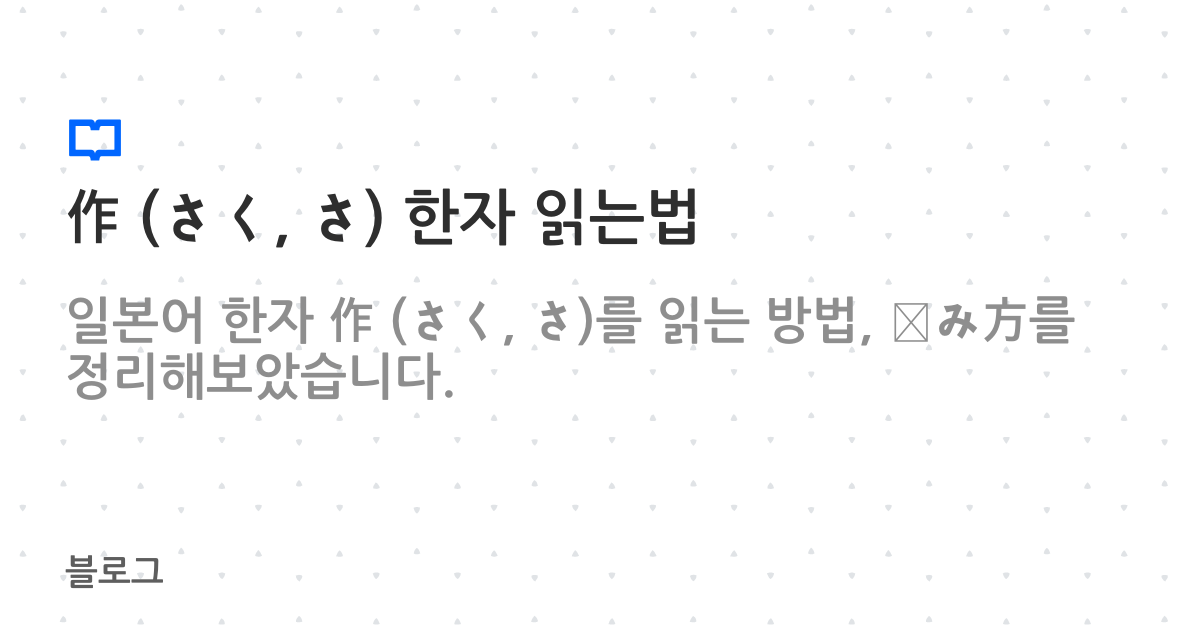 作 (さく, さ) 한자 읽는법
일본어 한자 作 (さく, さ)를 읽는 방법, み方를
정리해보았습니다.
블로그